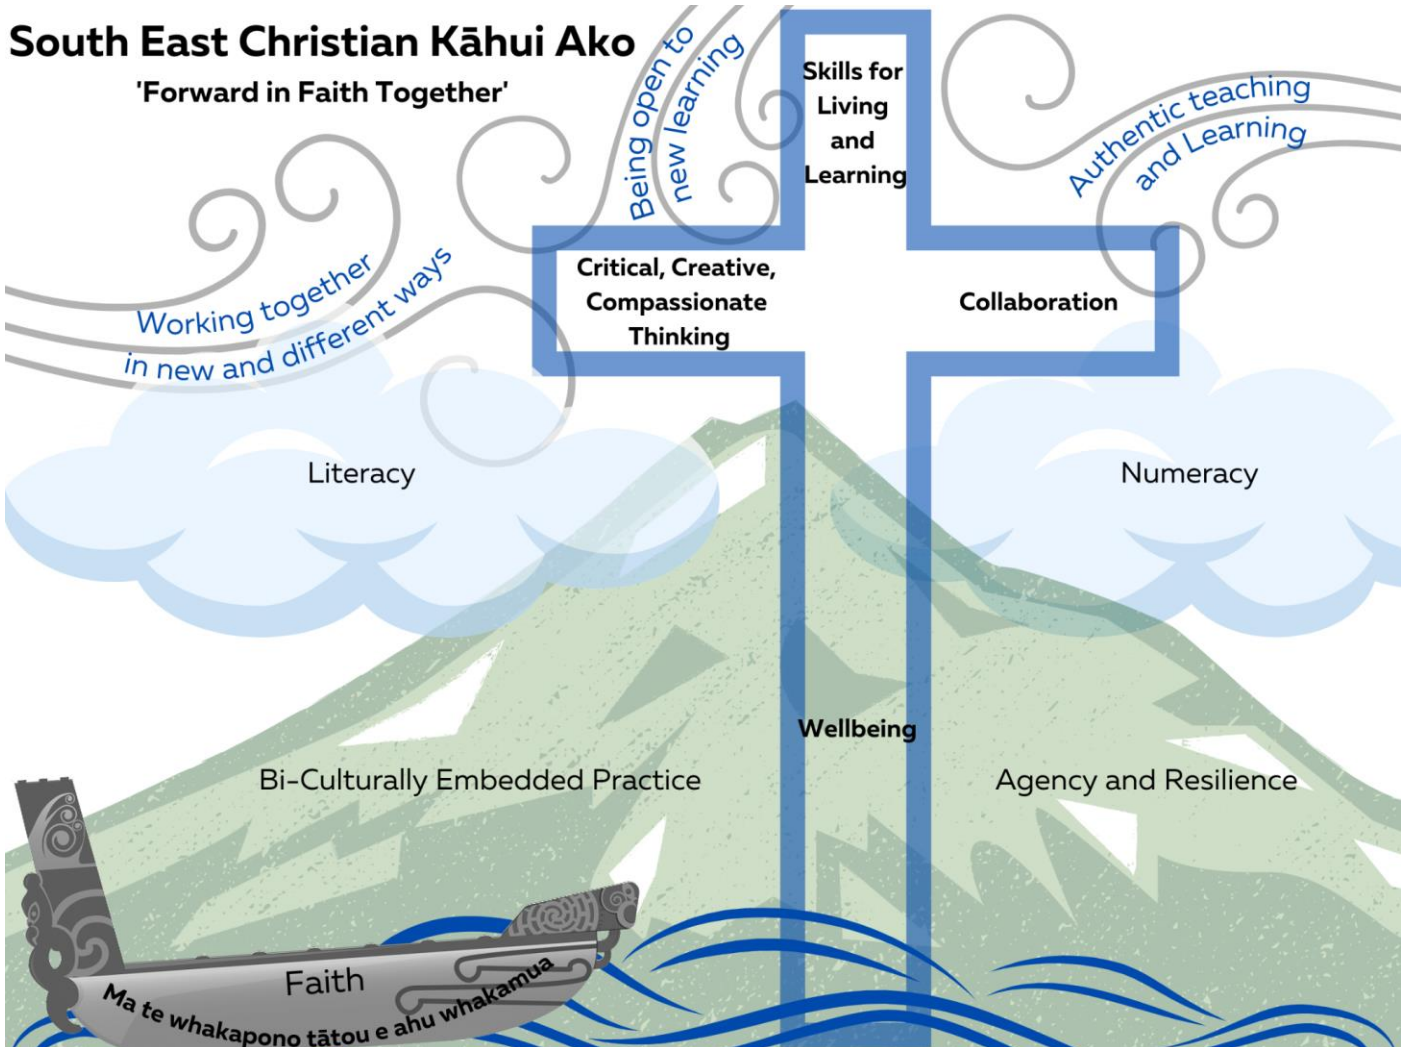 South East Christian Kāhui Ako
'Forward in Faith Together'
Being open to
new learning
Skills for
Living
and
Learning
Authentic teaching
and Learning
Working together
in new and different ways
Critical, Creative,
Compassionate
Thinking
Collaboration
Literacy
Numeracy
Wellbeing
Bi-Culturally Embedded Practice
Agency and Resilience
Faith
Ma te whakapono tātou e ahu whakamua